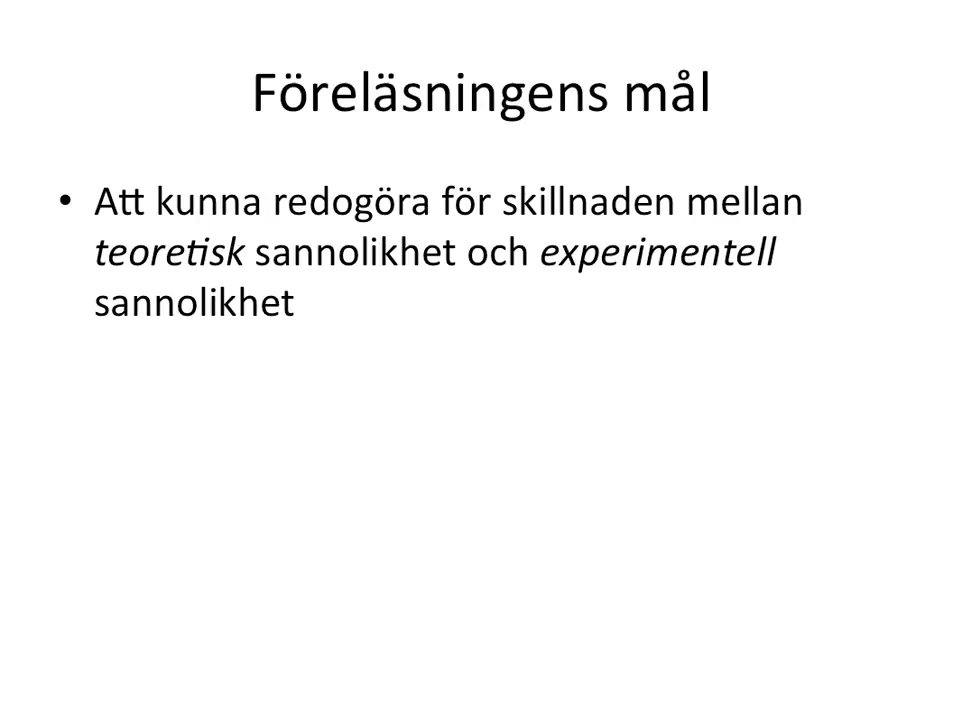 Föreläsningens mål
• Att kunna redogöra för skillnaden mellan
teoretisk sannolikhet och experimentell
sannolikhet